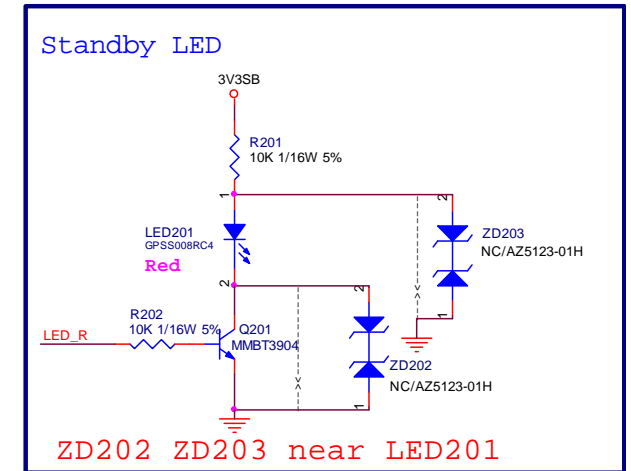 Standby LED
3V3SB
R201
10K 1/16W 5%
1
2
LED201
GPSS008RC4
Red
ZD203
NC/AZ5123-01H
1
2
2
R202
10K 1/16W 5%
Q201
MMBT3904
LED_R
ZD202
NC/AZ5123-01H
1
ZD202 ZD203 near LED201